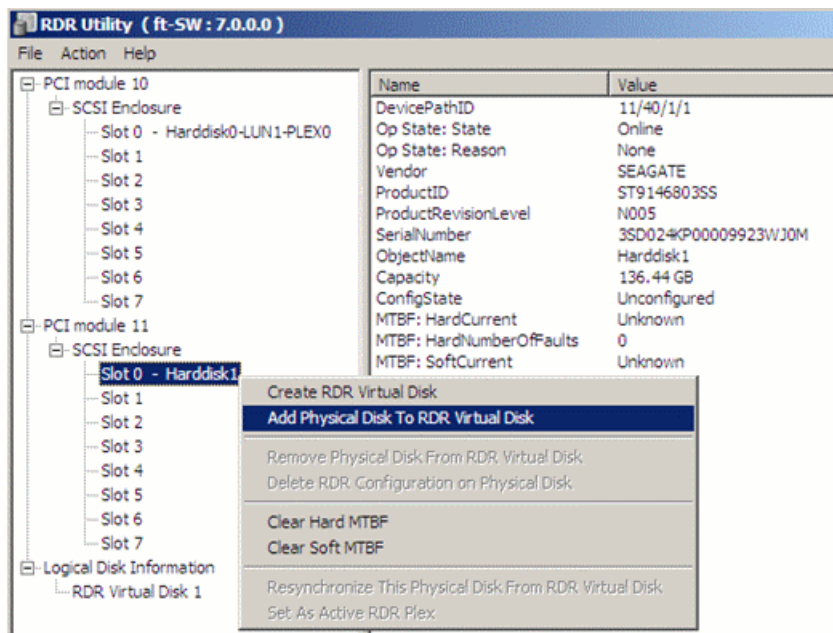 RDR Utility ( ft-SW : 7.0.0.0 )
File Action Help
PCI module 10
SCSI Enclosure
Slot 0 - Harddisk0-LUN1-PLEX0
Slot 1
Slot 2
Slot 3
Slot 4
Slot 5
Slot 6
Slot 7
PCI module 11
SCSI Enclosure
Slot 0 - Harddisk1
Slot 1
Slot 2
Slot 3
Slot 4
Slot 5
Slot 6
Slot 7
Logical Disk Information
RDR Virtual Disk 1
Name Value
DevicePathID 11/40/1/1
Op State: State Online
Op State: Reason None
Vendor SEAGATE
ProductID ST9146803SS
ProductRevisionLevel N005
SerialNumber 3SD024KP00009923WJ0M
ObjectName Harddisk1
Capacity 136.44 GB
ConfigState Unconfigured
MTBF: HardCurrent Unknown
MTBF: HardNumberOfFaults 0
MTBF: SoftCurrent Unknown
Create RDR Virtual Disk
Add Physical Disk To RDR Virtual Disk
Remove Physical Disk From RDR Virtual Disk
Delete RDR Configuration on Physical Disk
Clear Hard MTBF
Clear Soft MTBF
Resynchronize This Physical Disk From RDR Virtual Disk
Set As Active RDR Plex